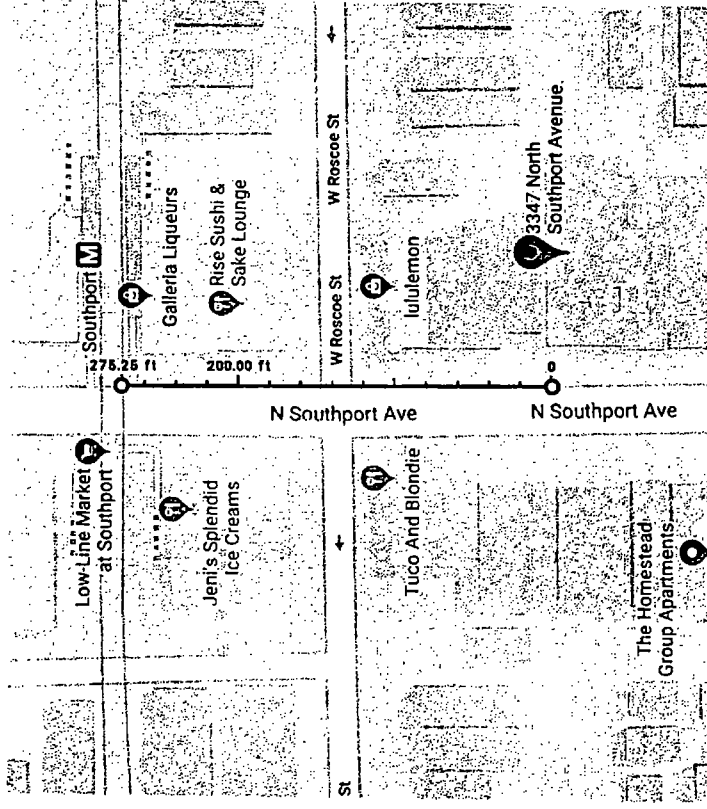 Low-Line Market
at Southport
Southport
M
275.25 ft
Galleria Liqueurs
Jeni's Splendid
Ice Creams
Rise Sushi &
Sake Lounge
200.00 ft
N Southport Ave
W Roscoe St
W Roscoe St
St
lululemon
Tuco And Blondie
3347 North
Southport Avenue
0
N Southport Ave
The Homestead
Group Apartments